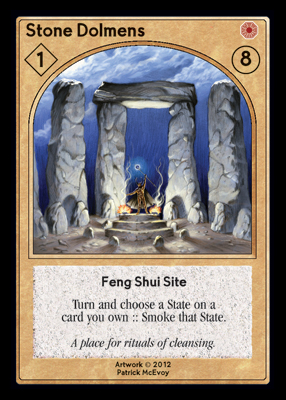 Stone Dolmens
1
8
Feng Shui Site
Turn and choose a State on a
card you own :: Smoke that State.
A place for rituals of cleansing.
Artwork © 2012
Patrick McEvoy